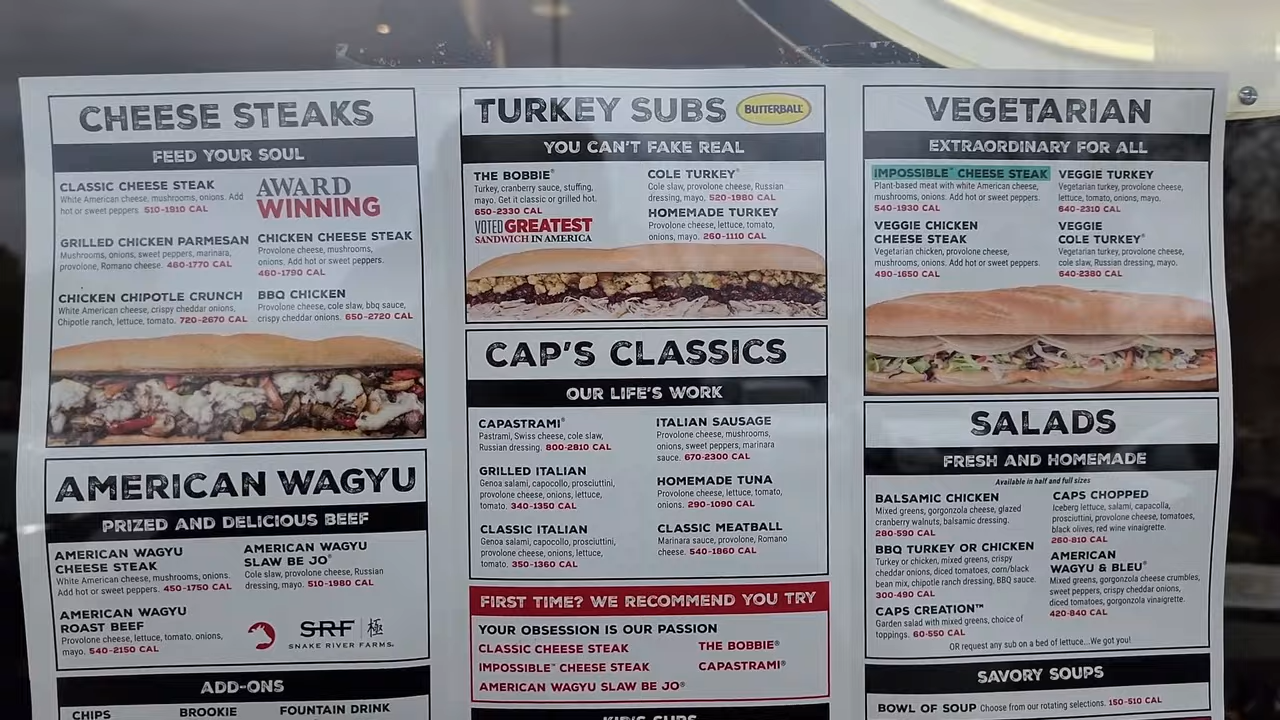 CHEESE STEAKS
FEED YOUR SOUL
CLASSIC CHEESE STEAK
White American cheese, mushrooms, onions. Add
hot or sweet peppers. 510-1910 CAL
AWARD
WINNING
GRILLED CHICKEN PARMESAN
Mushrooms, onions, sweet peppers, marinara,
provolone, Romano cheese. 460-1770 CAL
CHICKEN CHEESE STEAK
Provolone cheese, mushrooms,
onions. Add hot or sweet peppers.
460-1790 CAL
CHICKEN CHIPOTLE CRUNCH
White American cheese, crispy cheddar onions,
Chipotle ranch, lettuce, tomato. 720-2670 CAL
BBQ CHICKEN
Provolone cheese, cole slaw, bbq sauce,
crispy cheddar onions. 650-2720 CAL
AMERICAN WAGYU
PRIZED AND DELICIOUS BEEF
AMERICAN WAGYU
CHEESE STEAK
White American cheese, mushrooms, onions.
Add hot or sweet peppers. 450-1750 CAL
AMERICAN WAGYU
SLAW BE JO®
Cole slaw, provolone cheese, Russian
dressing, mayo. 510-1980 CAL
AMERICAN WAGYU
ROAST BEEF
Provolone cheese, lettuce, tomato, onions,
mayo. 540-2150 CAL
SRF 極
SNAKE RIVER FARMS.
ADD-ONS
CHIPS
BROOKIE
FOUNTAIN DRINK
TURKEY SUBS
BUTTERBALL
YOU CAN'T FAKE REAL
THE BOBBIE®
Turkey, cranberry sauce, stuffing,
mayo. Get it classic or grilled hot.
650-2330 CAL
VOTED GREATEST
SANDWICH IN AMERICA
COLE TURKEY®
Cole slaw, provolone cheese, Russian
dressing, mayo. 520-1980 CAL
HOMEMADE TURKEY
Provolone cheese, lettuce, tomato,
onions, mayo. 260-1110 CAL
CAP'S CLASSICS
OUR LIFE'S WORK
CAPASTRAMI®
Pastrami, Swiss cheese, cole slaw,
Russian dressing. 800-2810 CAL
ITALIAN SAUSAGE
Provolone cheese, mushrooms,
onions, sweet peppers, marinara
sauce. 670-2300 CAL
GRILLED ITALIAN
Genoa salami, capocollo, prosciuttini,
provolone cheese, onions, lettuce,
tomato. 340-1350 CAL
HOMEMADE TUNA
Provolone cheese, lettuce, tomato,
onions. 290-1090 CAL
CLASSIC ITALIAN
Genoa salami, capocollo, prosciuttini,
provolone cheese, onions, lettuce,
tomato. 350-1360 CAL
CLASSIC MEATBALL
Marinara sauce, provolone, Romano
cheese. 540-1860 CAL
FIRST TIME? WE RECOMMEND YOU TRY
YOUR OBSESSION IS OUR PASSION
CLASSIC CHEESE STEAK
THE BOBBIE®
IMPOSSIBLE™ CHEESE STEAK
CAPASTRAMI®
AMERICAN WAGYU SLAW BE JO®
KID'S SUBS
VEGETARIAN
EXTRAORDINARY FOR ALL
IMPOSSIBLE™ CHEESE STEAK
Plant-based meat with white American cheese,
mushrooms, onions. Add hot or sweet peppers.
540-1930 CAL
VEGGIE TURKEY
Vegetarian turkey, provolone cheese,
lettuce, tomato, onions, mayo.
640-2310 CAL
VEGGIE CHICKEN
CHEESE STEAK
Vegetarian chicken, provolone cheese,
mushrooms, onions. Add hot or sweet peppers.
490-1650 CAL
VEGGIE
COLE TURKEY®
Vegetarian turkey, provolone cheese,
cole slaw, Russian dressing, mayo.
640-2380 CAL
SALADS
FRESH AND HOMEMADE
Available in half and full sizes
BALSAMIC CHICKEN
Mixed greens, gorgonzola cheese, glazed
cranberry walnuts, balsamic dressing.
280-590 CAL
CAPS CHOPPED
Iceberg lettuce, salami, capacolla,
prosciuttini, provolone cheese, tomatoes,
black olives, red wine vinaigrette.
260-810 CAL
BBQ TURKEY OR CHICKEN
Turkey or chicken, mixed greens, crispy
cheddar onions, diced tomatoes, corn/black
bean mix, chipotle ranch dressing, BBQ sauce.
300-490 CAL
AMERICAN
WAGYU & BLEU®
Mixed greens, gorgonzola cheese crumbles,
sweet peppers, crispy cheddar onions,
diced tomatoes, gorgonzola vinaigrette.
420-840 CAL
CAPS CREATION™
Garden salad with mixed greens, choice of
toppings. 60-550 CAL
OR request any sub on a bed of lettuce...We got you!
SAVORY SOUPS
BOWL OF SOUP Choose from our rotating selections. 150-510 CAL